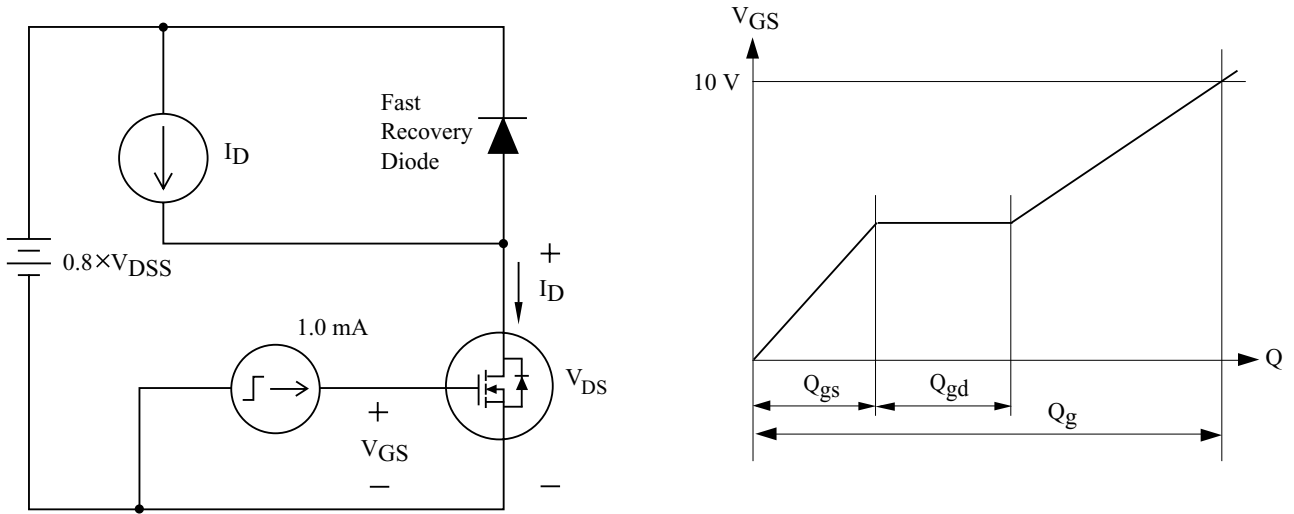 I_D
Fast
Recovery
Diode
0.8×V_DSS
+
I_D
1.0 mA
V_DS
+
V_GS
−
−
V_GS
10 V
Q
Q_gs
Q_gd
Q_g